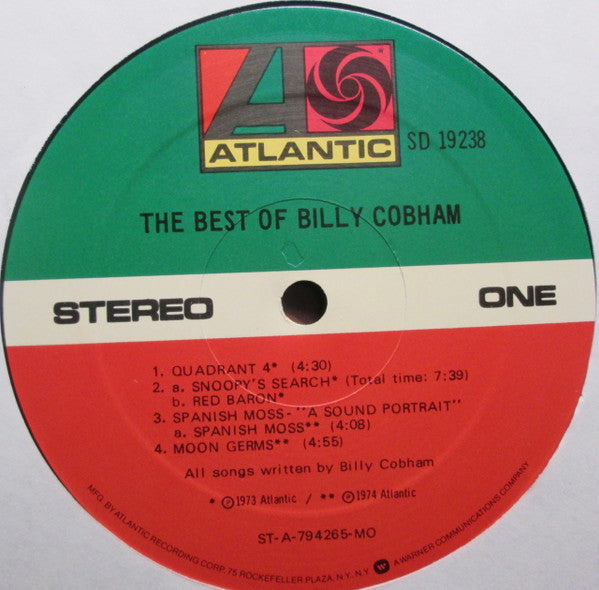 ATLANTIC
SD 19238
THE BEST OF BILLY COBHAM
STEREO
ONE
1. QUADRANT 4* (4:30)
2. a. SNOOPY'S SEARCH* (Total time: 7:39)
b. RED BARON*
3. SPANISH MOSS- "A SOUND PORTRAIT"
a. SPANISH MOSS** (4:08)
4. MOON GERMS** (4:55)
All songs written by Billy Cobham
* ℗1973 Atlantic / ** ℗1974 Atlantic
ST-A-794265-MO
MFG. BY ATLANTIC RECORDING CORP. 75 ROCKEFELLER PLAZA, N.Y. N.Y. W A WARNER COMMUNICATIONS COMPANY